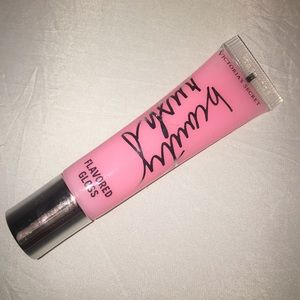 VICTORIA'S SECRET
beauty
rush
FLAVORED
GLOSS